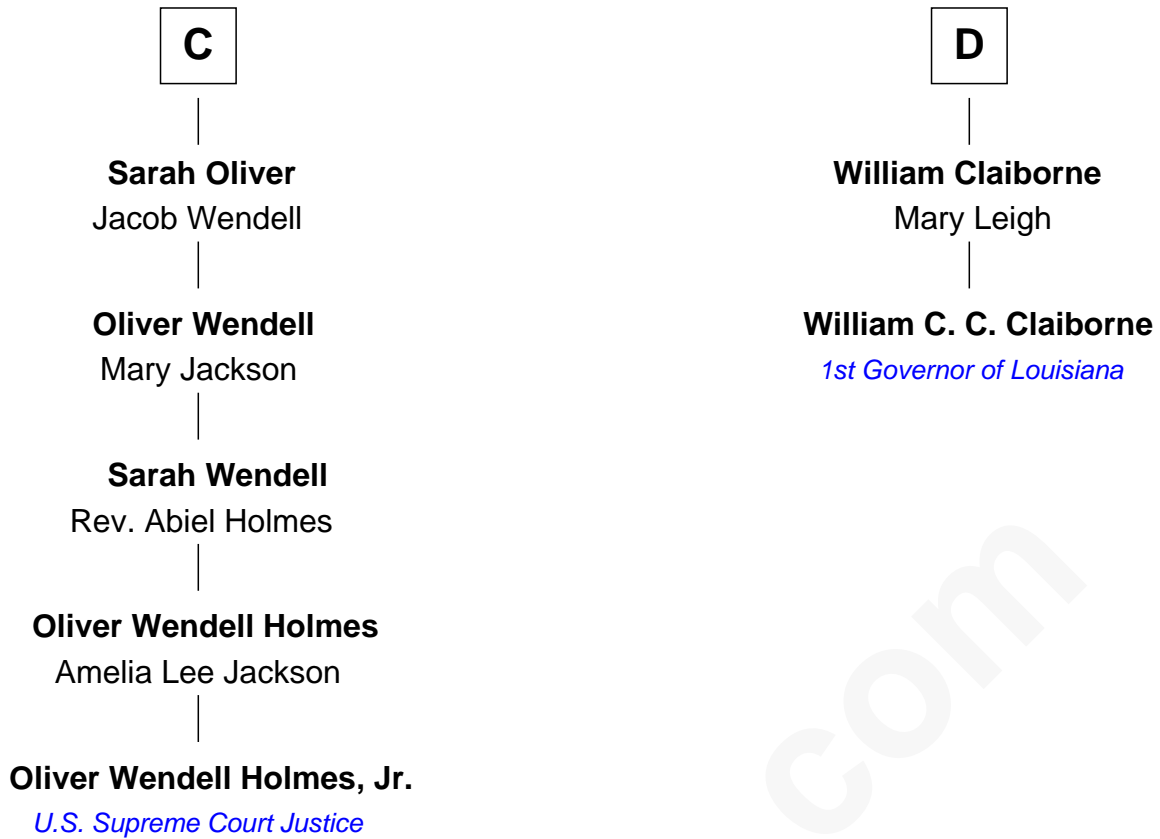 C
Sarah Oliver
Jacob Wendell
Oliver Wendell
Mary Jackson
Sarah Wendell
Rev. Abiel Holmes
Oliver Wendell Holmes
Amelia Lee Jackson
Oliver Wendell Holmes, Jr.
U.S. Supreme Court Justice
D
William Claiborne
Mary Leigh
William C. C. Claiborne
1st Governor of Louisiana
com